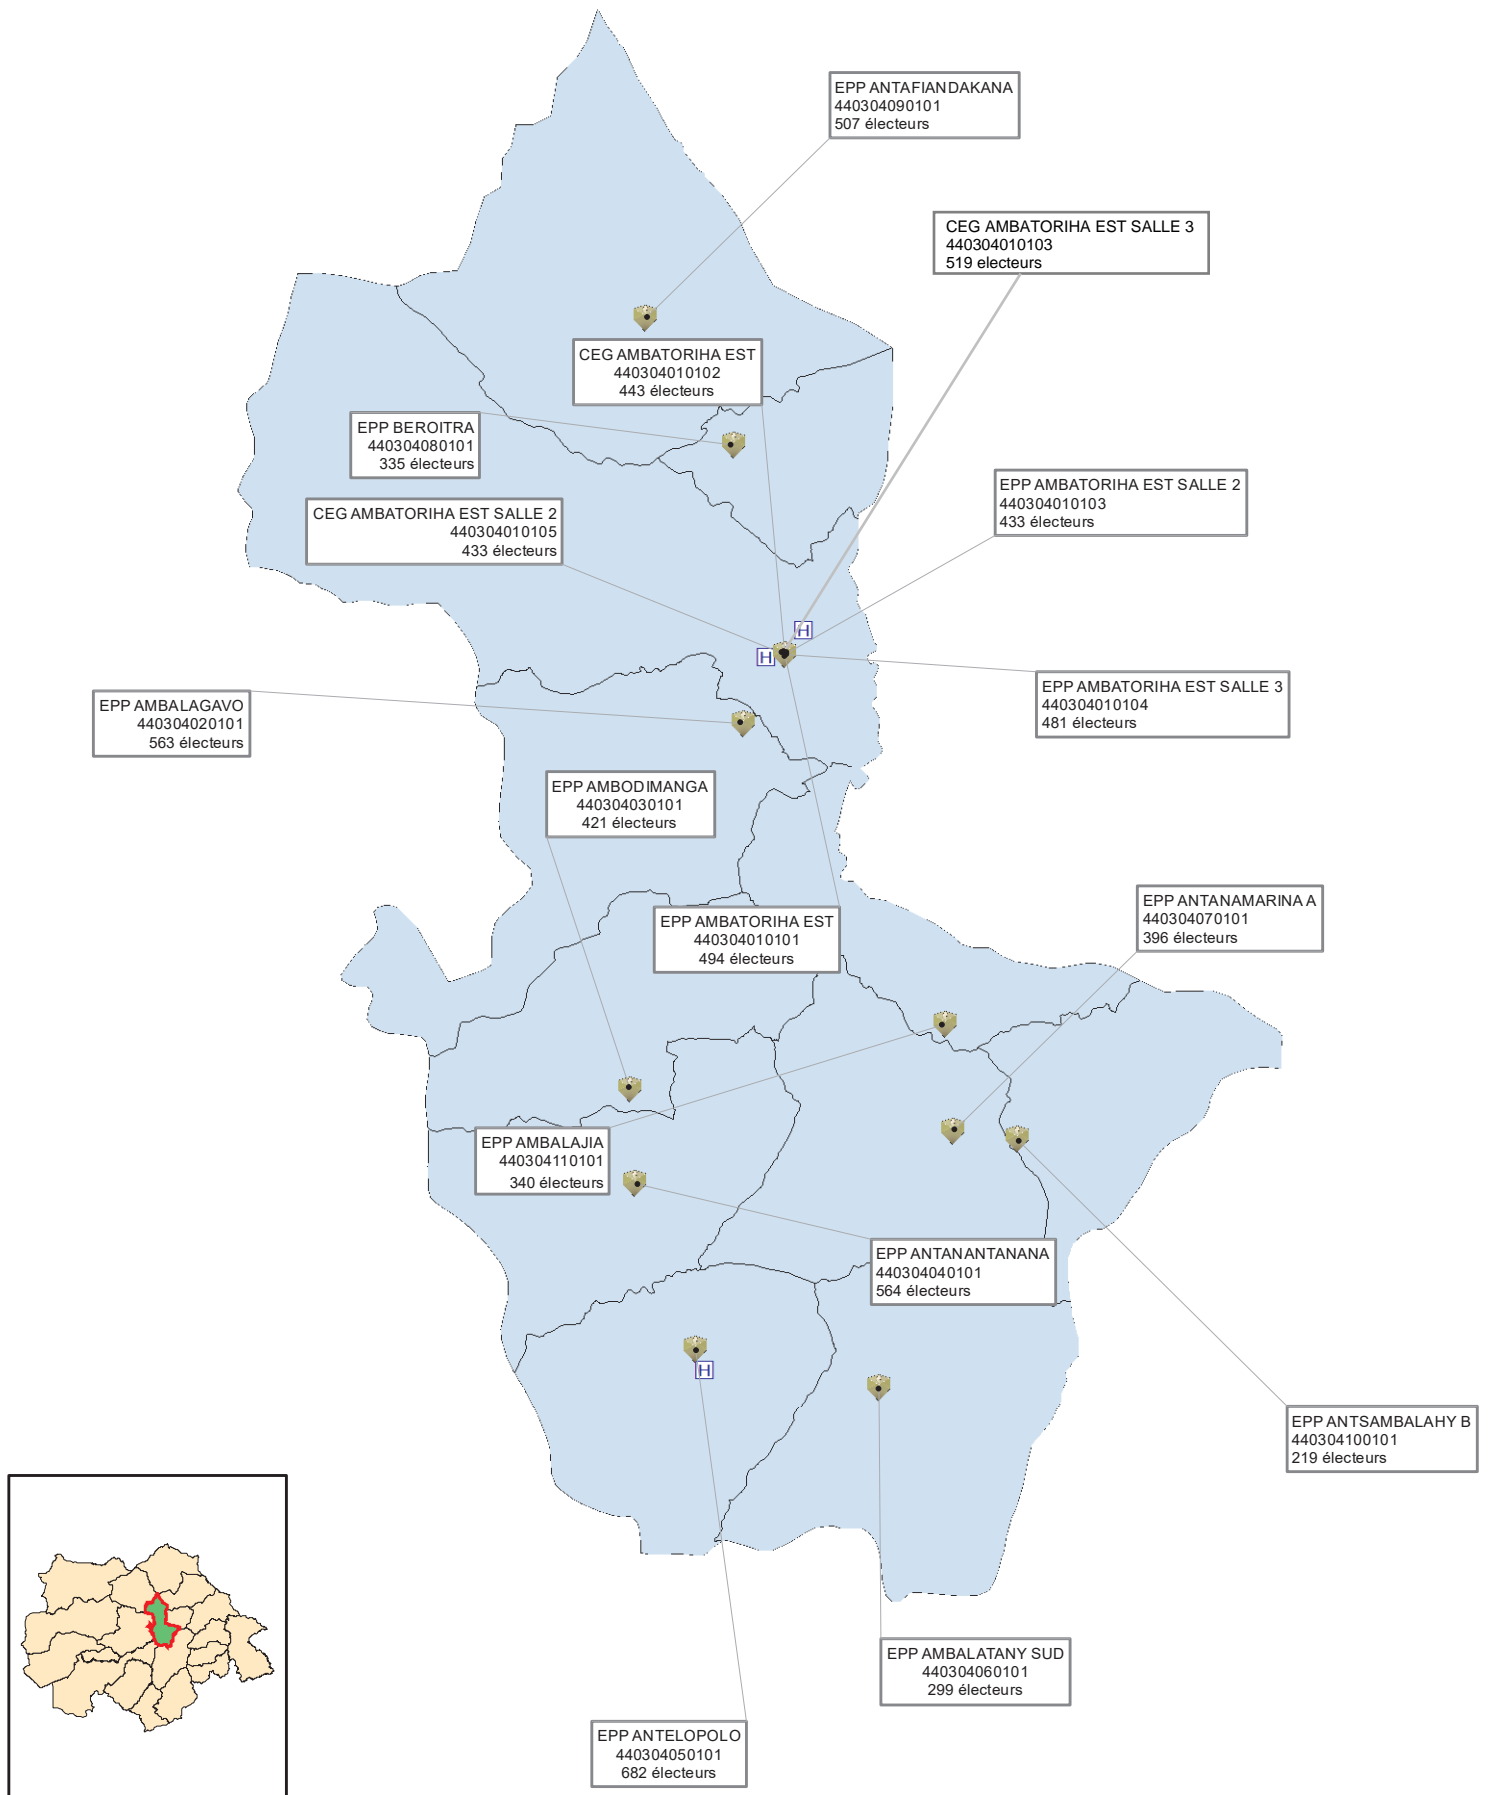 EPP ANTAFIANDAKANA
440304090101
507 électeurs
CEG AMBATORIHA EST SALLE 3
440304010103
519 electeurs
CEG AMBATORIHA EST
440304010102
443 électeurs
EPP BEROITRA
440304080101
335 électeurs
EPP AMBATORIHA EST SALLE 2
440304010103
433 électeurs
CEG AMBATORIHA EST SALLE 2
440304010105
433 électeurs
H
H
EPP AMBATORIHA EST SALLE 3
440304010104
481 électeurs
EPP AMBALAGAVO
440304020101
563 électeurs
EPP AMBODIMANGA
440304030101
421 électeurs
EPP ANTANAMARINA A
440304070101
396 électeurs
EPP AMBATORIHA EST
440304010101
494 électeurs
EPP AMBALAJIA
440304110101
340 électeurs
EPP ANTANANTANANA
440304040101
564 électeurs
H
EPP ANTSAMBALAHY B
440304100101
219 électeurs
EPP AMBALATANY SUD
440304060101
299 électeurs
EPP ANTELOPOLO
440304050101
682 électeurs